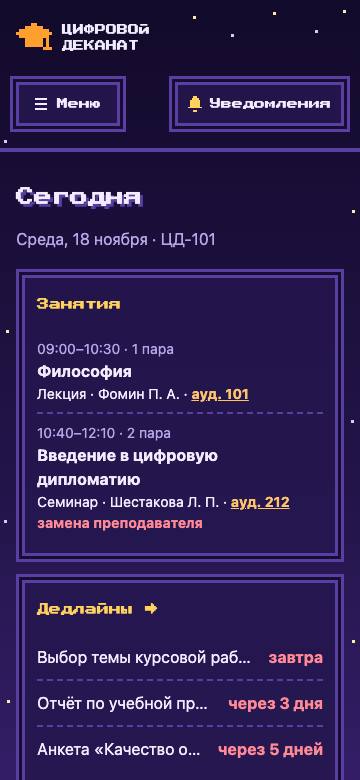 ЦИФРОВОЙ
ДЕКАНАТ
Меню
Уведомления
Сегодня
Среда, 18 ноября · ЦД-101
Занятия
09:00–10:30 · 1 пара
Философия
Лекция · Фомин П. А. · ауд. 101
10:40–12:10 · 2 пара
Введение в цифровую
дипломатию
Семинар · Шестакова Л. П. · ауд. 212
замена преподавателя
Дедлайны →
Выбор темы курсовой раб… завтра
Отчёт по учебной пр… через 3 дня
Анкета «Качество о… через 5 дней